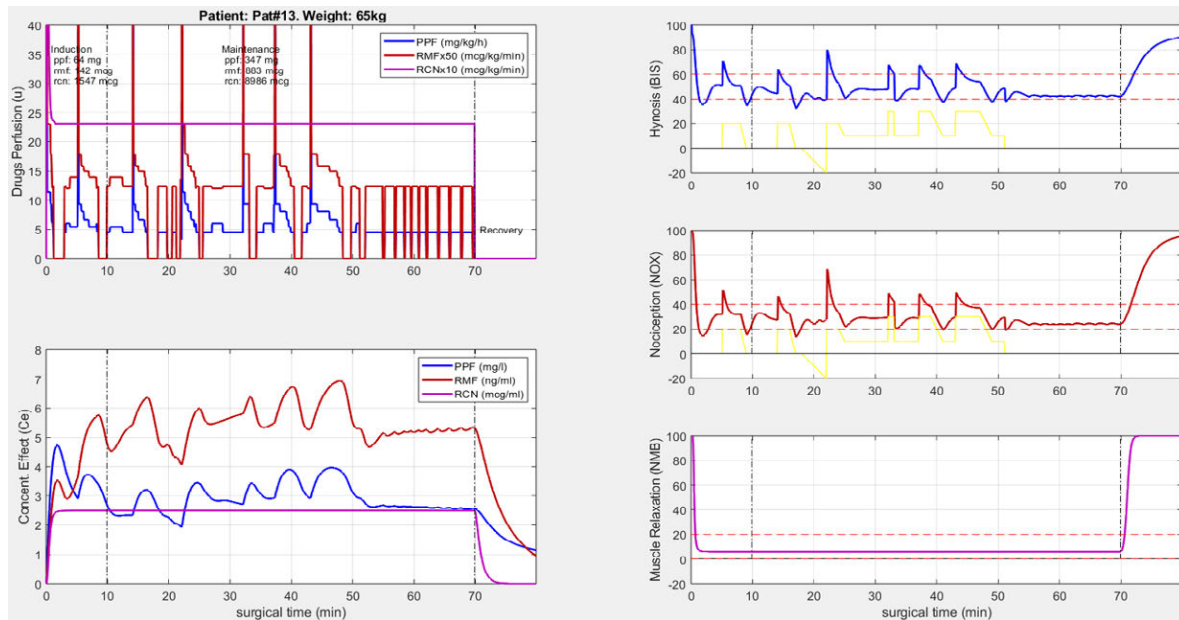 Patient: Pat#13. Weight: 65kg
Drugs Perfusion (u)
40
35
30
25
20
15
10
5
0
Induction
ppf: 64 mg
rmf: 142 mcg
rcn: 1547 mcg
Maintenance
ppf: 347 mg
rmf: 883 mcg
rcn: 8986 mcg
PPF (mg/kg/h)
RMFx50 (mcg/kg/min)
RCNx10 (mcg/kg/min)
Recovery
0 10 20 30 40 50 60 70
Concent. Effect (Ce)
8
7
6
5
4
3
2
1
0
PPF (mg/l)
RMF (ng/ml)
RCN (mcg/ml)
0 10 20 30 40 50 60 70
surgical time (min)
Hynosis (BIS)
100
80
60
40
20
0
-20
0 10 20 30 40 50 60 70
Nociception (NOX)
100
80
60
40
20
0
-20
0 10 20 30 40 50 60 70
Muscle Relaxation (NMB)
100
80
60
40
20
0
-20
0 10 20 30 40 50 60 70
surgical time (min)